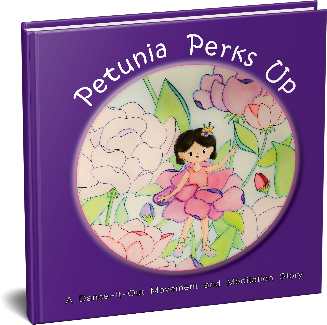 Petunia Perks Up
A Dance-It-Out Movement and Meditation Story